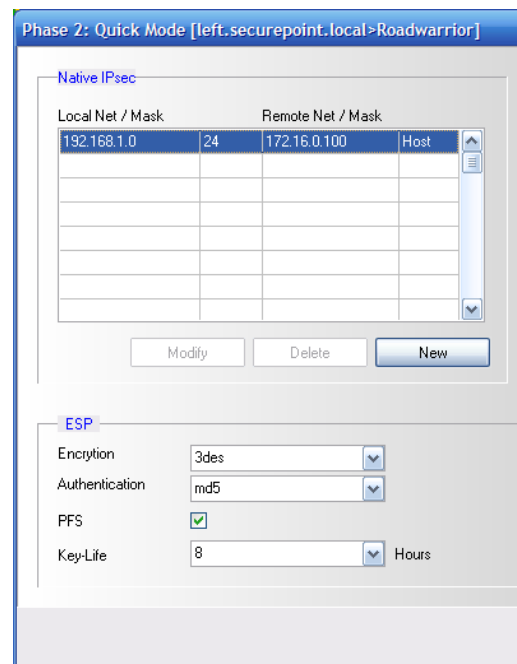 Phase 2: Quick Mode [left.securepoint.local>Roadwarrior]
Native IPsec
Local Net / Mask Remote Net / Mask
192.168.1.0 24 172.16.0.100 Host
Modify Delete New
ESP
Encrytion 3des
Authentication md5
PFS
Key-Life 8 Hours